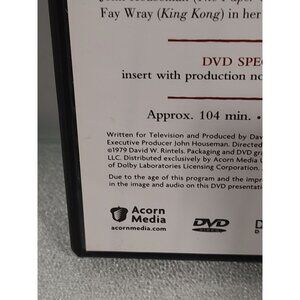 Fay Wray (King Kong) in her
DVD SPE
insert with production no
Approx. 104 min. •
Written for Television and Produced by Dav
Executive Producer John Houseman. Directed
©1979 David W. Rintels. Packaging and DVD gr
LLC. Distributed exclusively by Acorn Media U
of Dolby Laboratories Licensing Corporation.
Due to the age of this program and the impr
in the image and audio on this DVD presentati
Acorn
Media
acornmedia.com
DVD
VIDEO